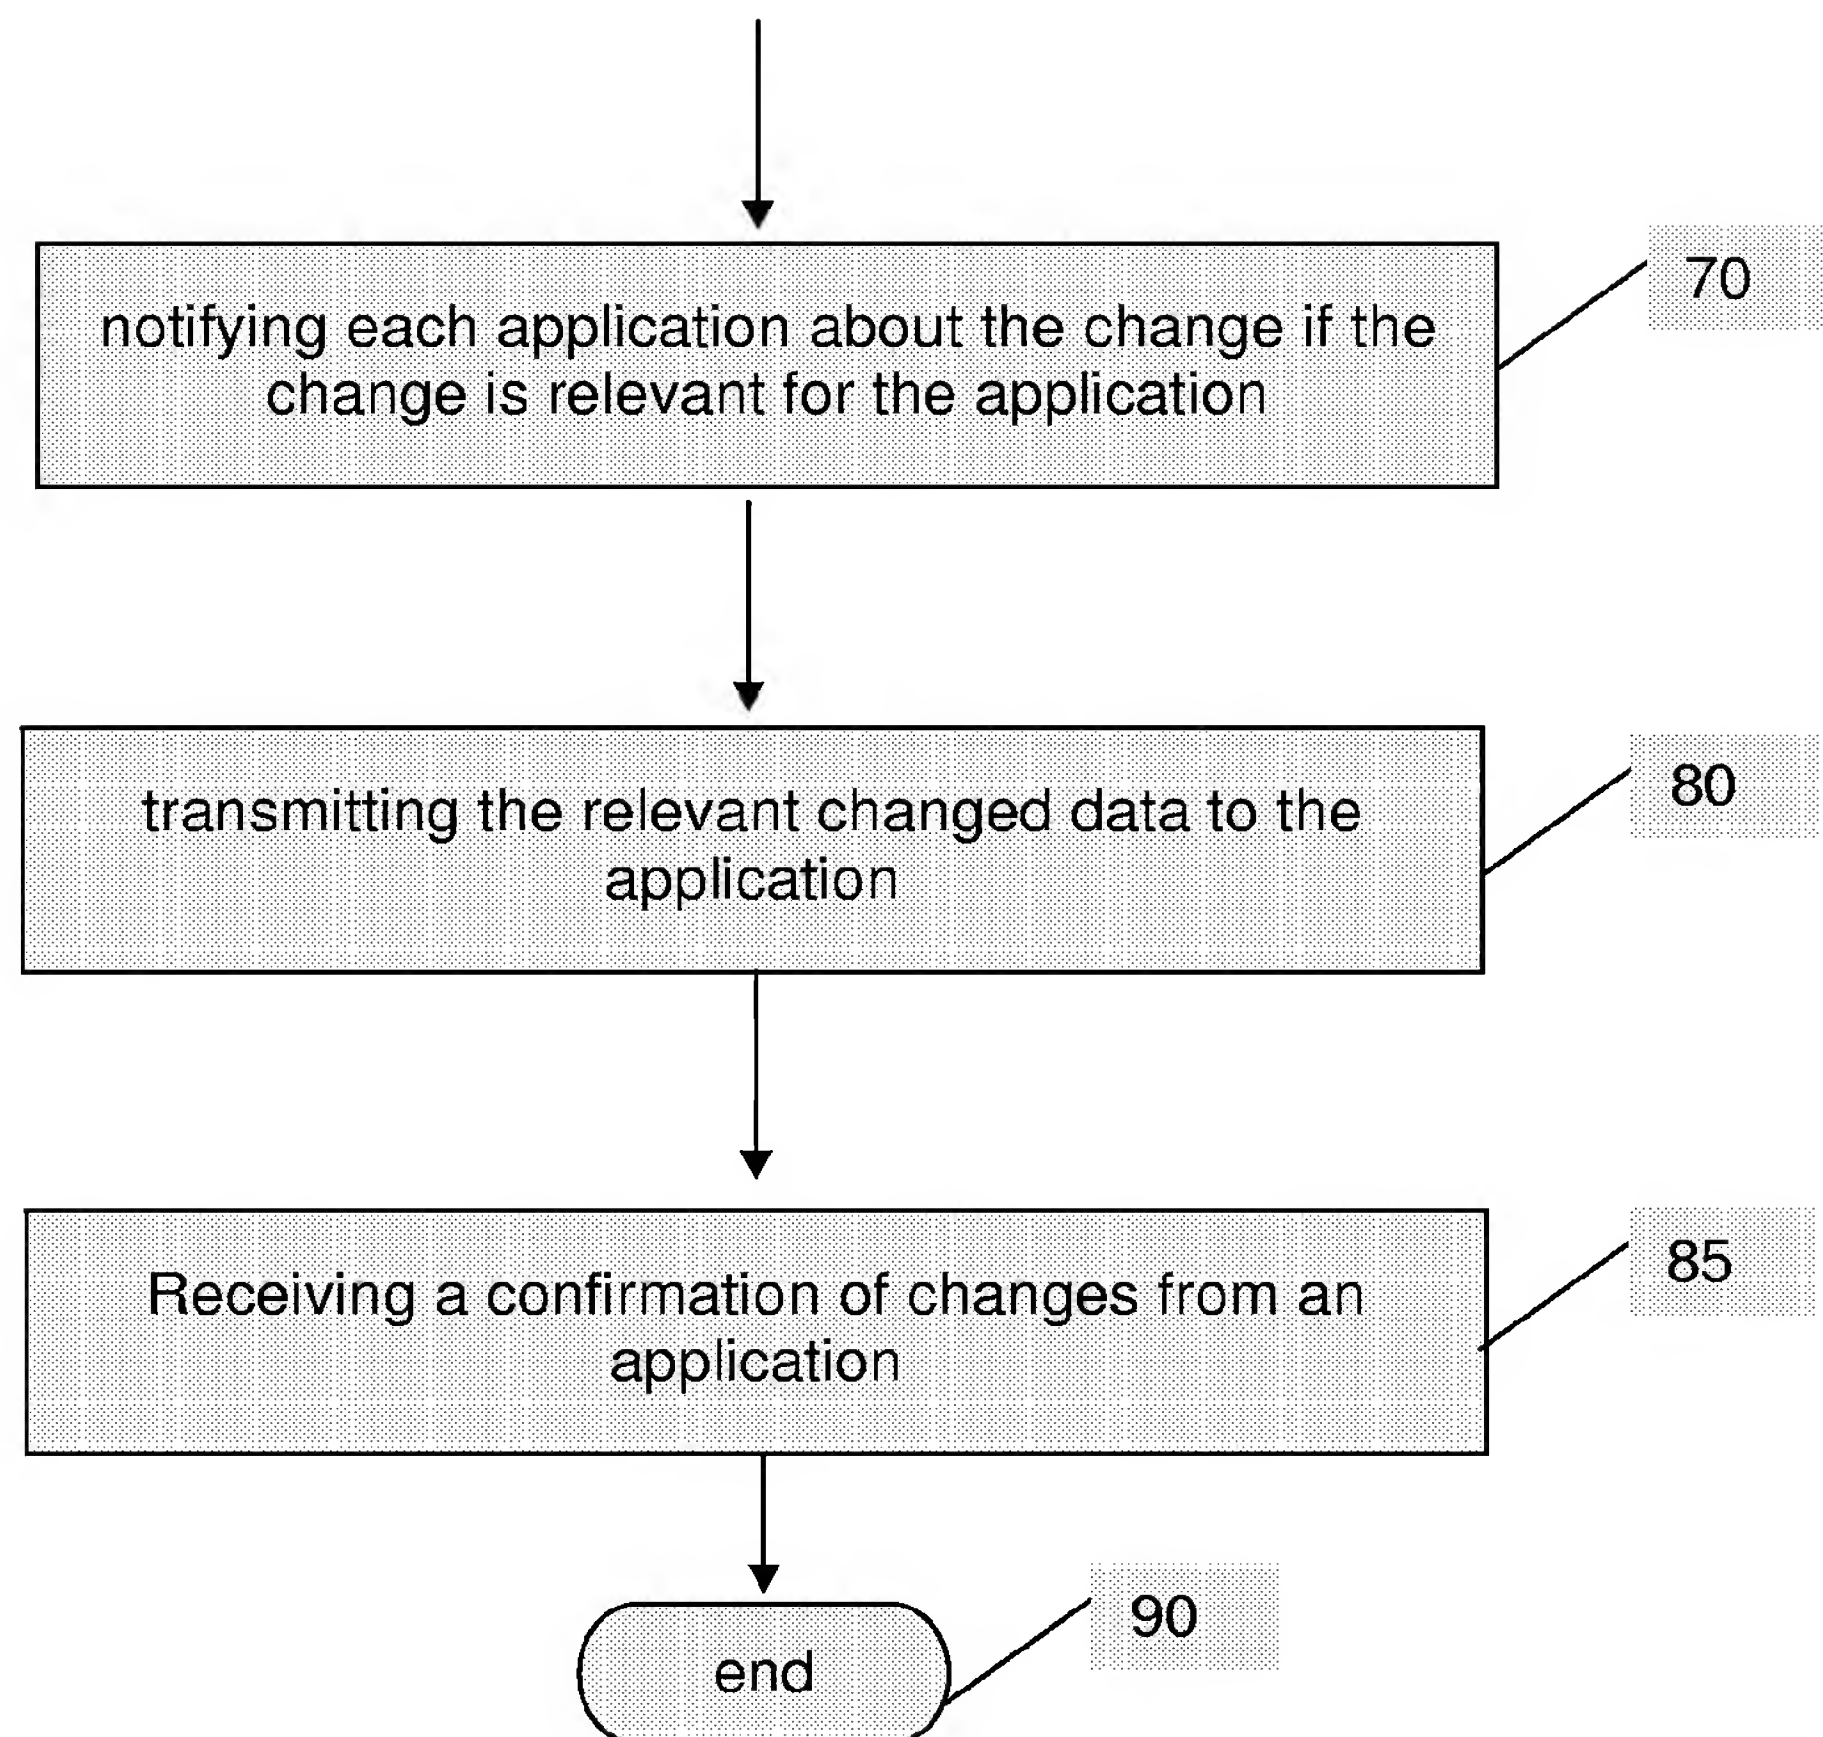 notifying each application about the change if the
change is relevant for the application
70
transmitting the relevant changed data to the
application
80
Receiving a confirmation of changes from an
application
85
end
90